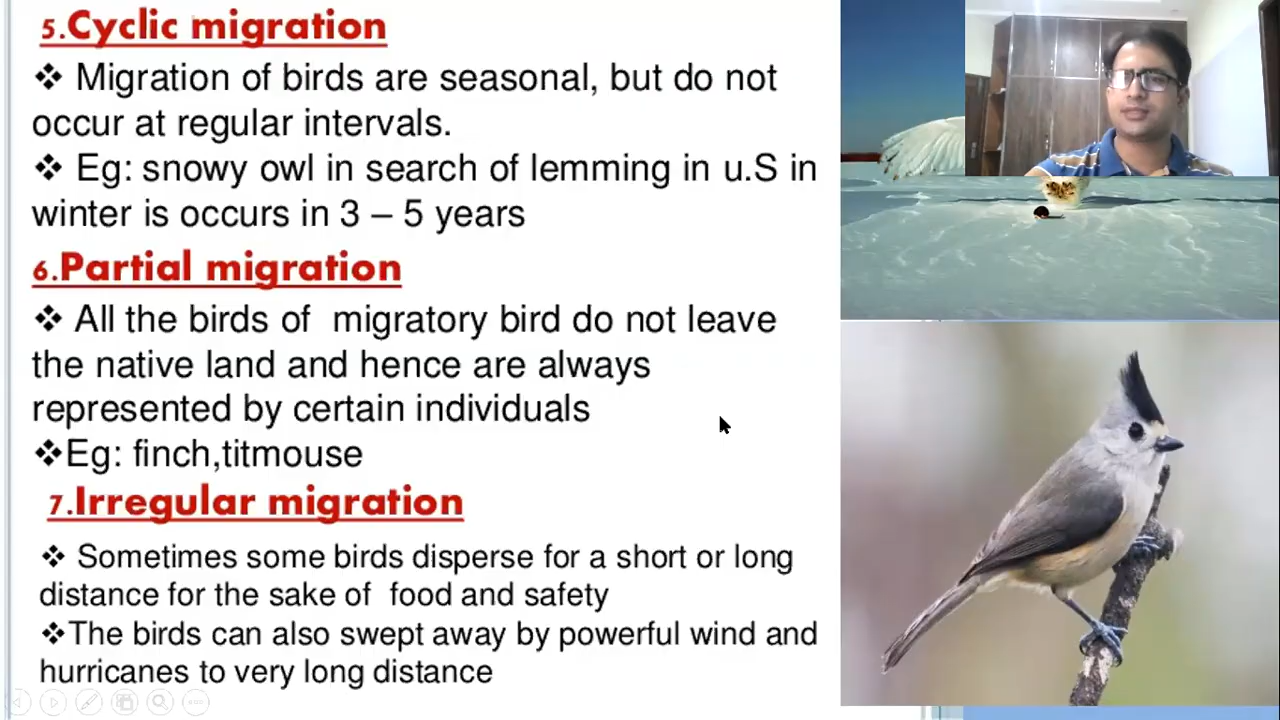 5.Cyclic migration
❖ Migration of birds are seasonal, but do not
occur at regular intervals.
❖ Eg: snowy owl in search of lemming in u.S in
winter is occurs in 3 – 5 years
6.Partial migration
❖ All the birds of migratory bird do not leave
the native land and hence are always
represented by certain individuals
❖Eg: finch,titmouse
7.Irregular migration
❖ Sometimes some birds disperse for a short or long
distance for the sake of food and safety
❖The birds can also swept away by powerful wind and
hurricanes to very long distance